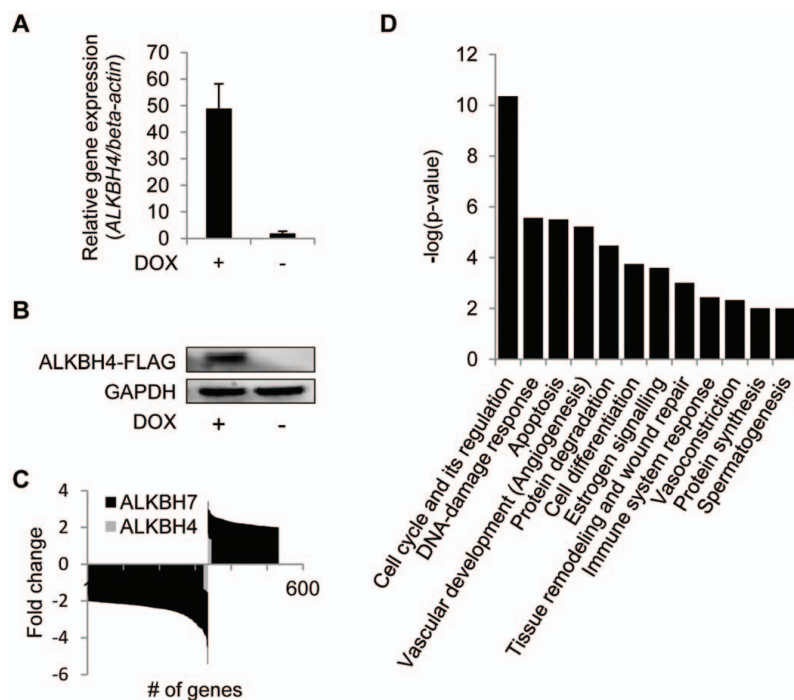 A
Relative gene expression
(ALKBH4/beta-actin)
70
60
50
40
30
20
10
0
DOX + -
B
ALKBH4-FLAG
GAPDH
DOX + -
C
Fold change
4
2
0
-2
-4
-6
ALKBH7
ALKBH4
600
# of genes
D
-log(p-value)
12
10
8
6
4
2
0
Cell cycle and its regulation
DNA-damage response
Apoptosis
Vascular development (Angiogenesis)
Protein degradation
Cell differentiation
Estrogen signalling
Tissue remodeling and wound repair
Immune system response
Vasoconstriction
Protein synthesis
Spermatogenesis